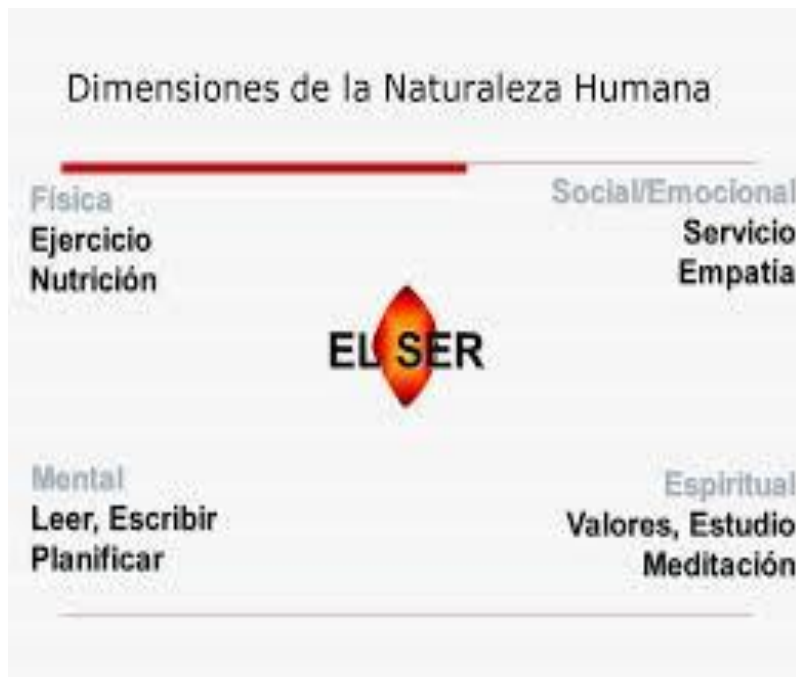 Dimensiones de la Naturaleza Humana
Física
Ejercicio
Nutrición
Social/Emocional
Servicio
Empatía
EL SER
Mental
Leer, Escribir
Planificar
Espiritual
Valores, Estudio
Meditación